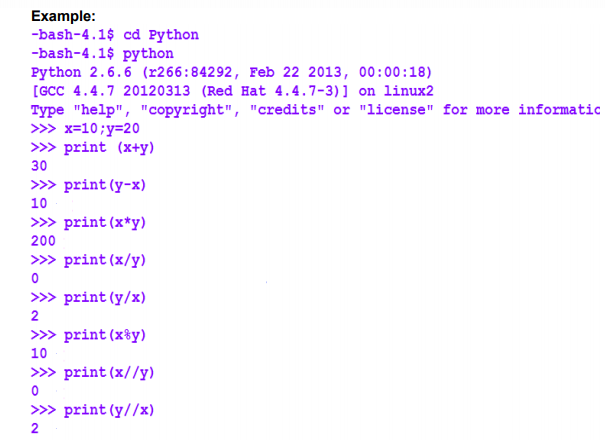 Example:
-bash-4.1$ cd Python
-bash-4.1$ python
Python 2.6.6 (r266:84292, Feb 22 2013, 00:00:18)
[GCC 4.4.7 20120313 (Red Hat 4.4.7-3)] on linux2
Type "help", "copyright", "credits" or "license" for more informatic
>>> x=10;y=20
>>> print (x+y)
30
>>> print(y-x)
10
>>> print(x*y)
200
>>> print(x/y)
0
>>> print(y/x)
2
>>> print(x%y)
10
>>> print(x//y)
0
>>> print(y//x)
2